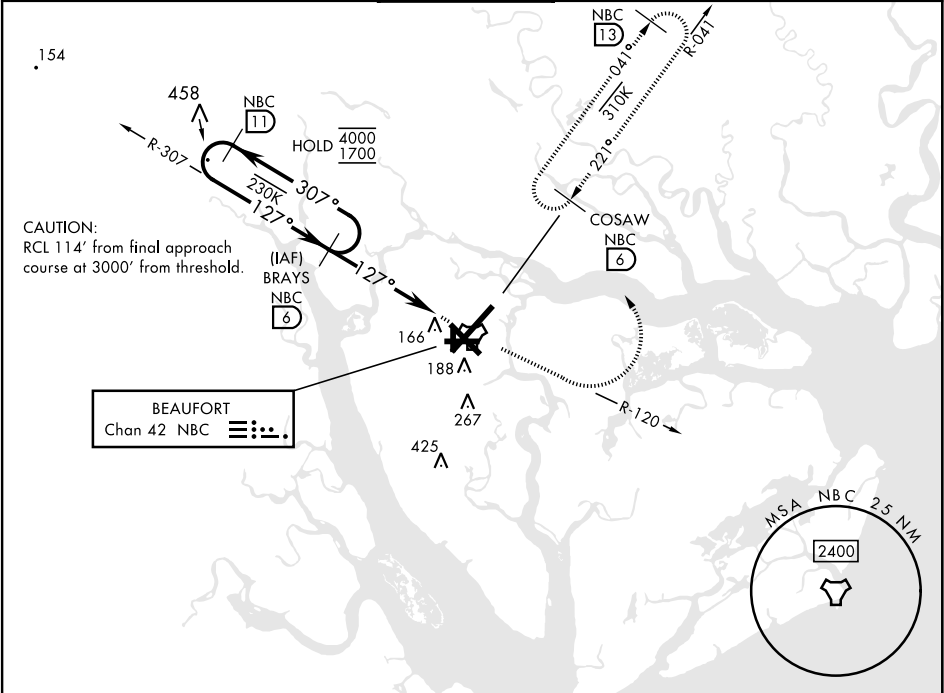 154
458
NBC
11
HOLD 4000
1700
R-307
230K
307°
127°
CAUTION:
RCL 114' from final approach
course at 3000' from threshold.
(IAF)
BRAYS
NBC
6
127°
NBC
13
R-041
041°
310K
221°
COSAW
NBC
6
166
188
267
425
R-120
BEAUFORT
Chan 42 NBC
MSA NBC 25 NM
2400